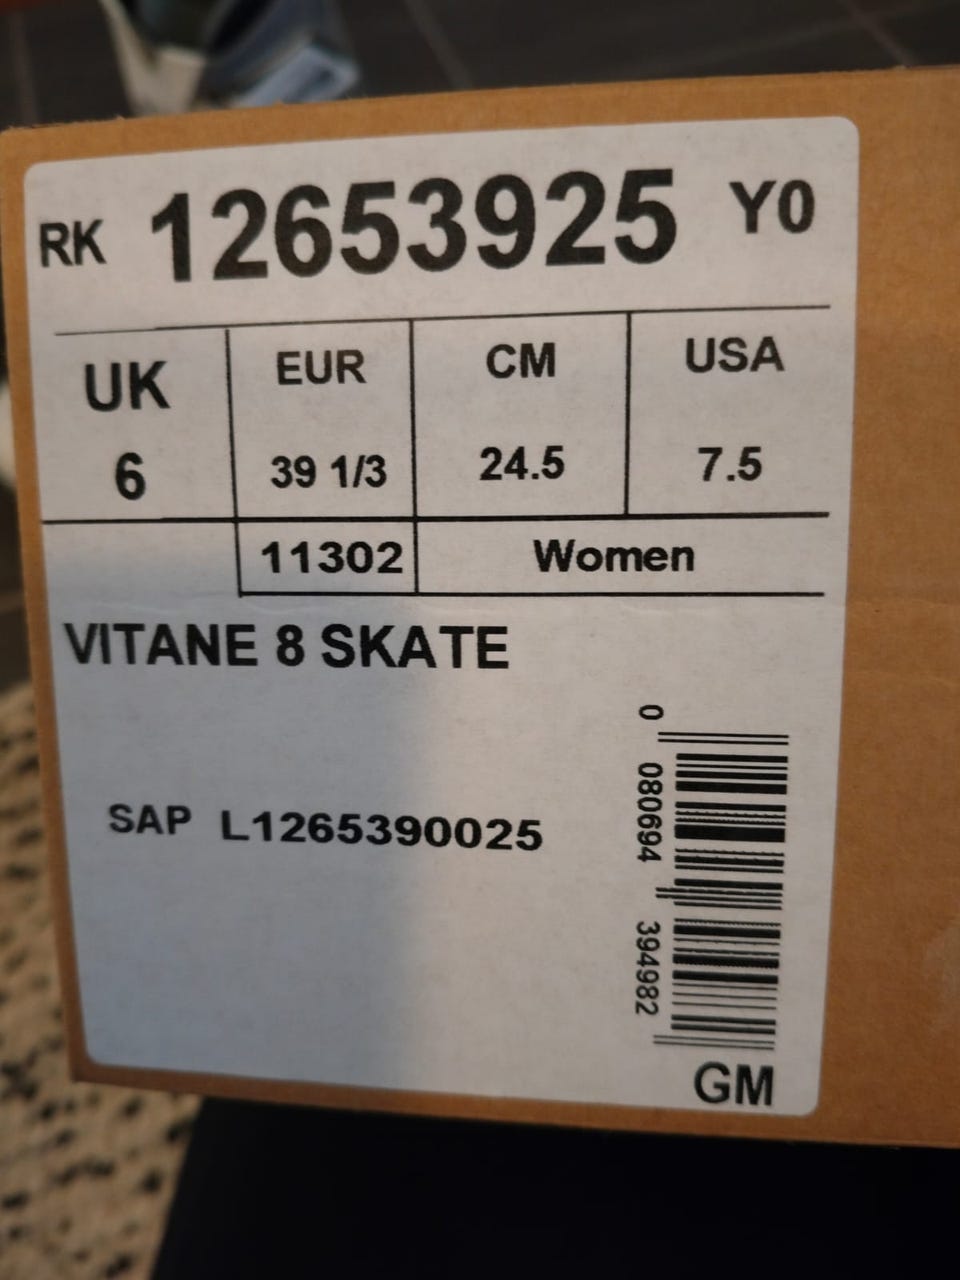 RK 12653925 Y0
UK EUR CM USA
6 39 1/3 24.5 7.5
11302 Women
VITANE 8 SKATE
SAP L1265390025
0 080694 394982
GM